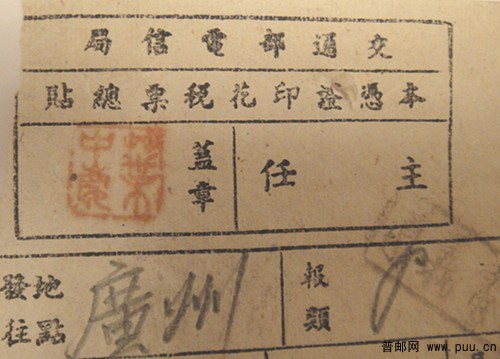 交通部電信局
本憑證印花稅票總貼
主任
蓋章
發往地點
廣州
報類
普邮网 www.puu.cn